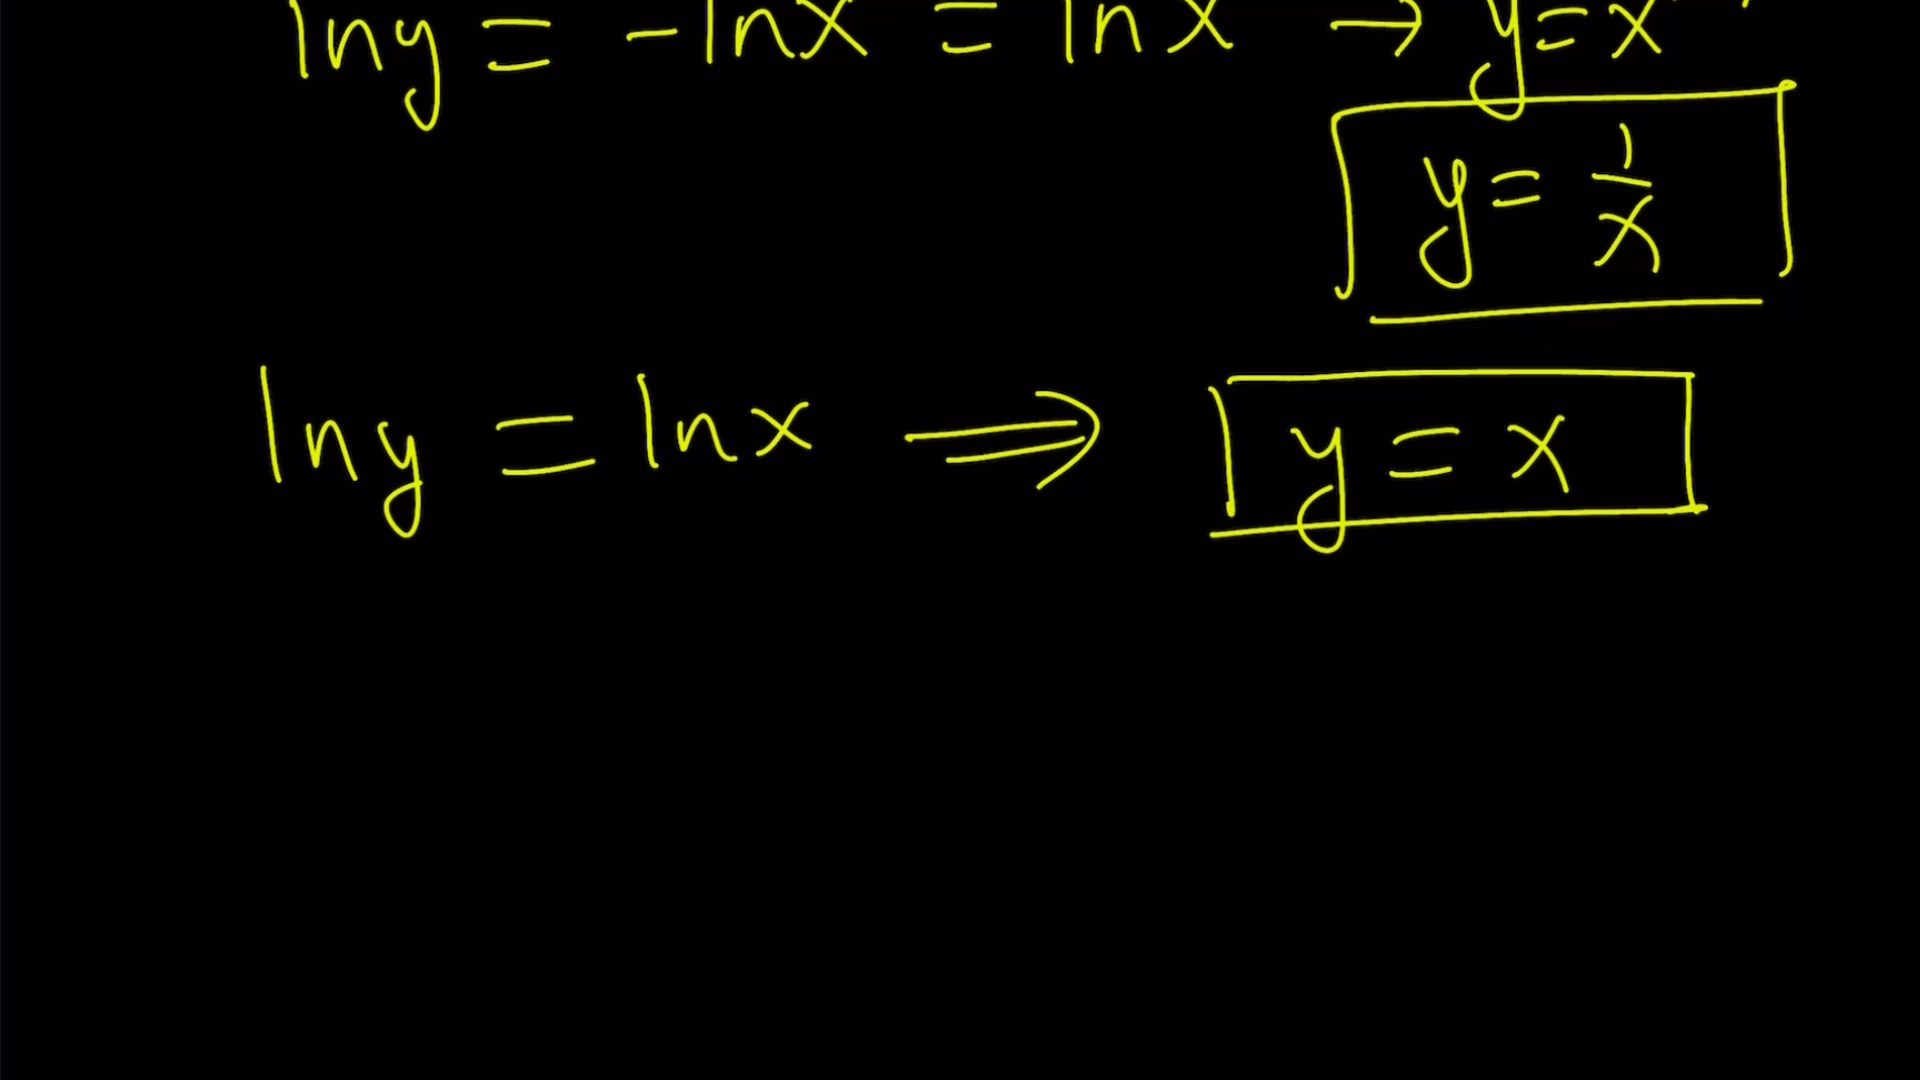 ln y = -ln x = ln x → y = x
y = 1/x
ln y = ln x ⟹ y = x